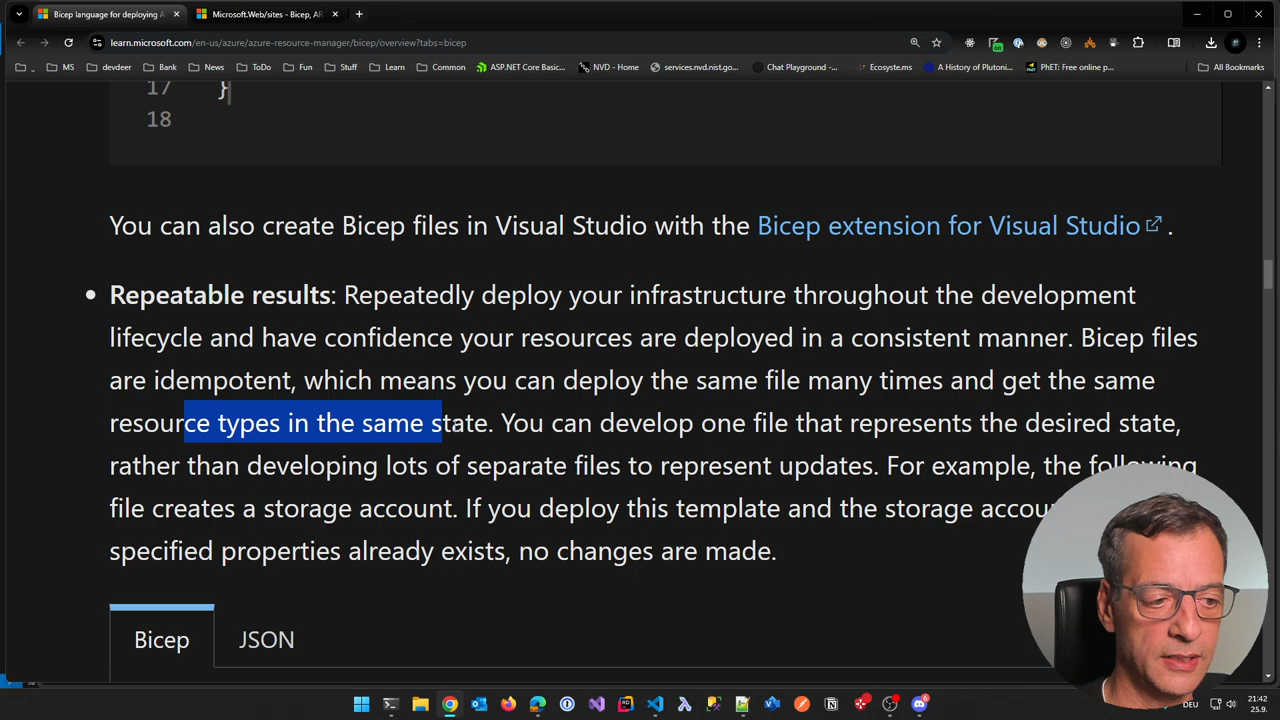 Bicep language for deploying A
Microsoft.Web/sites - Bicep, AR
learn.microsoft.com/en-us/azure/azure-resource-manager/bicep/overview?tabs=bicep
MS
devdeer
Bank
News
ToDo
Fun
Stuff
Learn
Common
ASP.NET Core Basic...
NVD - Home
services.nvd.nist.go...
Chat Playground -...
Ecosyste.ms
A History of Plutoni...
PhET: Free online p...
All Bookmarks
17 }
18
You can also create Bicep files in Visual Studio with the Bicep extension for Visual Studio .
• Repeatable results: Repeatedly deploy your infrastructure throughout the development
lifecycle and have confidence your resources are deployed in a consistent manner. Bicep files
are idempotent, which means you can deploy the same file many times and get the same
resource types in the same state. You can develop one file that represents the desired state,
rather than developing lots of separate files to represent updates. For example, the following
file creates a storage account. If you deploy this template and the storage accou
specified properties already exists, no changes are made.
Bicep
JSON
DEU
21:42
25.9.